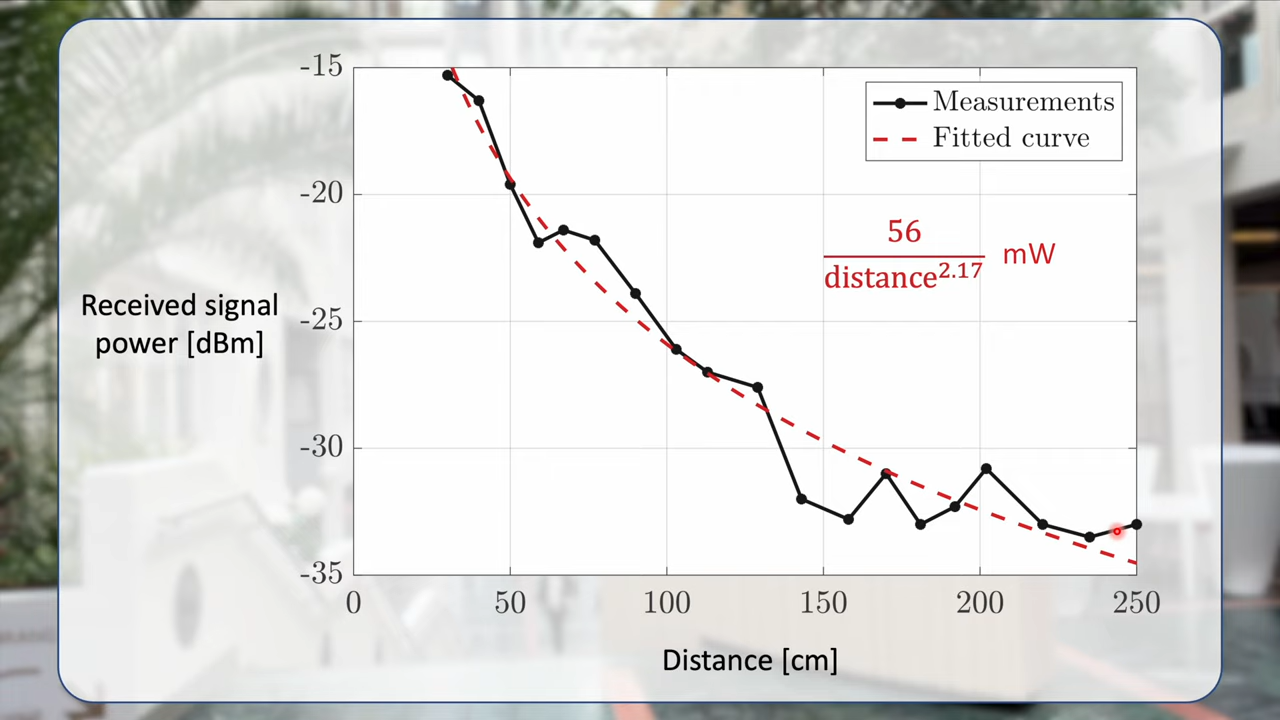 -15
-20
-25
-30
-35
0
50
100
150
200
250
Received signal
power [dBm]
Distance [cm]
Measurements
Fitted curve
56
distance^2.17
mW